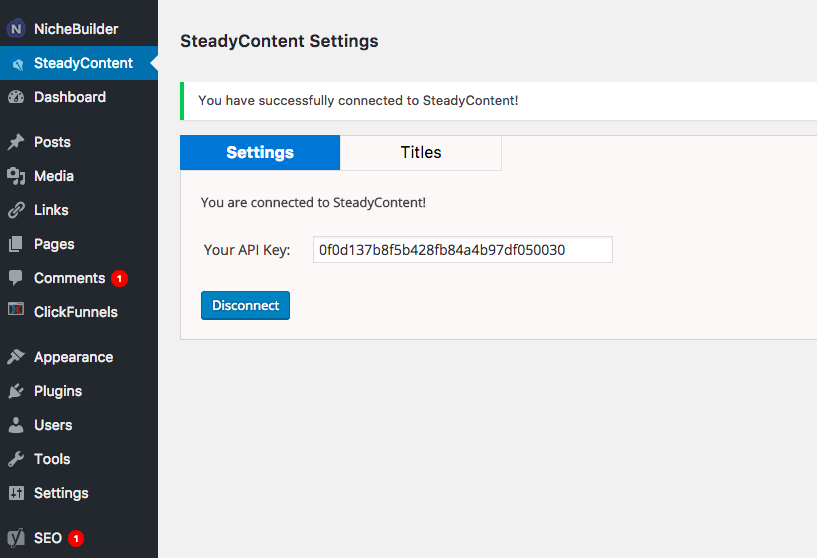 NicheBuilder
SteadyContent
Dashboard
Posts
Media
Links
Pages
Comments 1
ClickFunnels
Appearance
Plugins
Users
Tools
Settings
SEO 1
SteadyContent Settings
You have successfully connected to SteadyContent!
Settings Titles
You are connected to SteadyContent!
Your API Key: 0f0d137b8f5b428fb84a4b97df050030
Disconnect